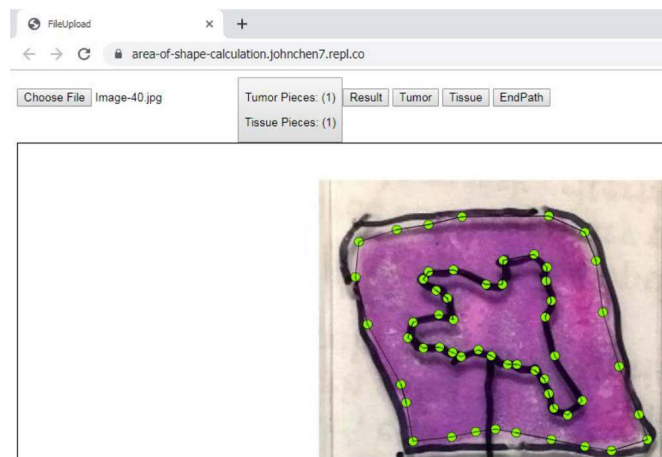 FileUpload
area-of-shape-calculation.johnchen7.repl.co
Choose File Image-40.jpg
Tumor Pieces: (1)
Tissue Pieces: (1)
Result Tumor Tissue EndPath